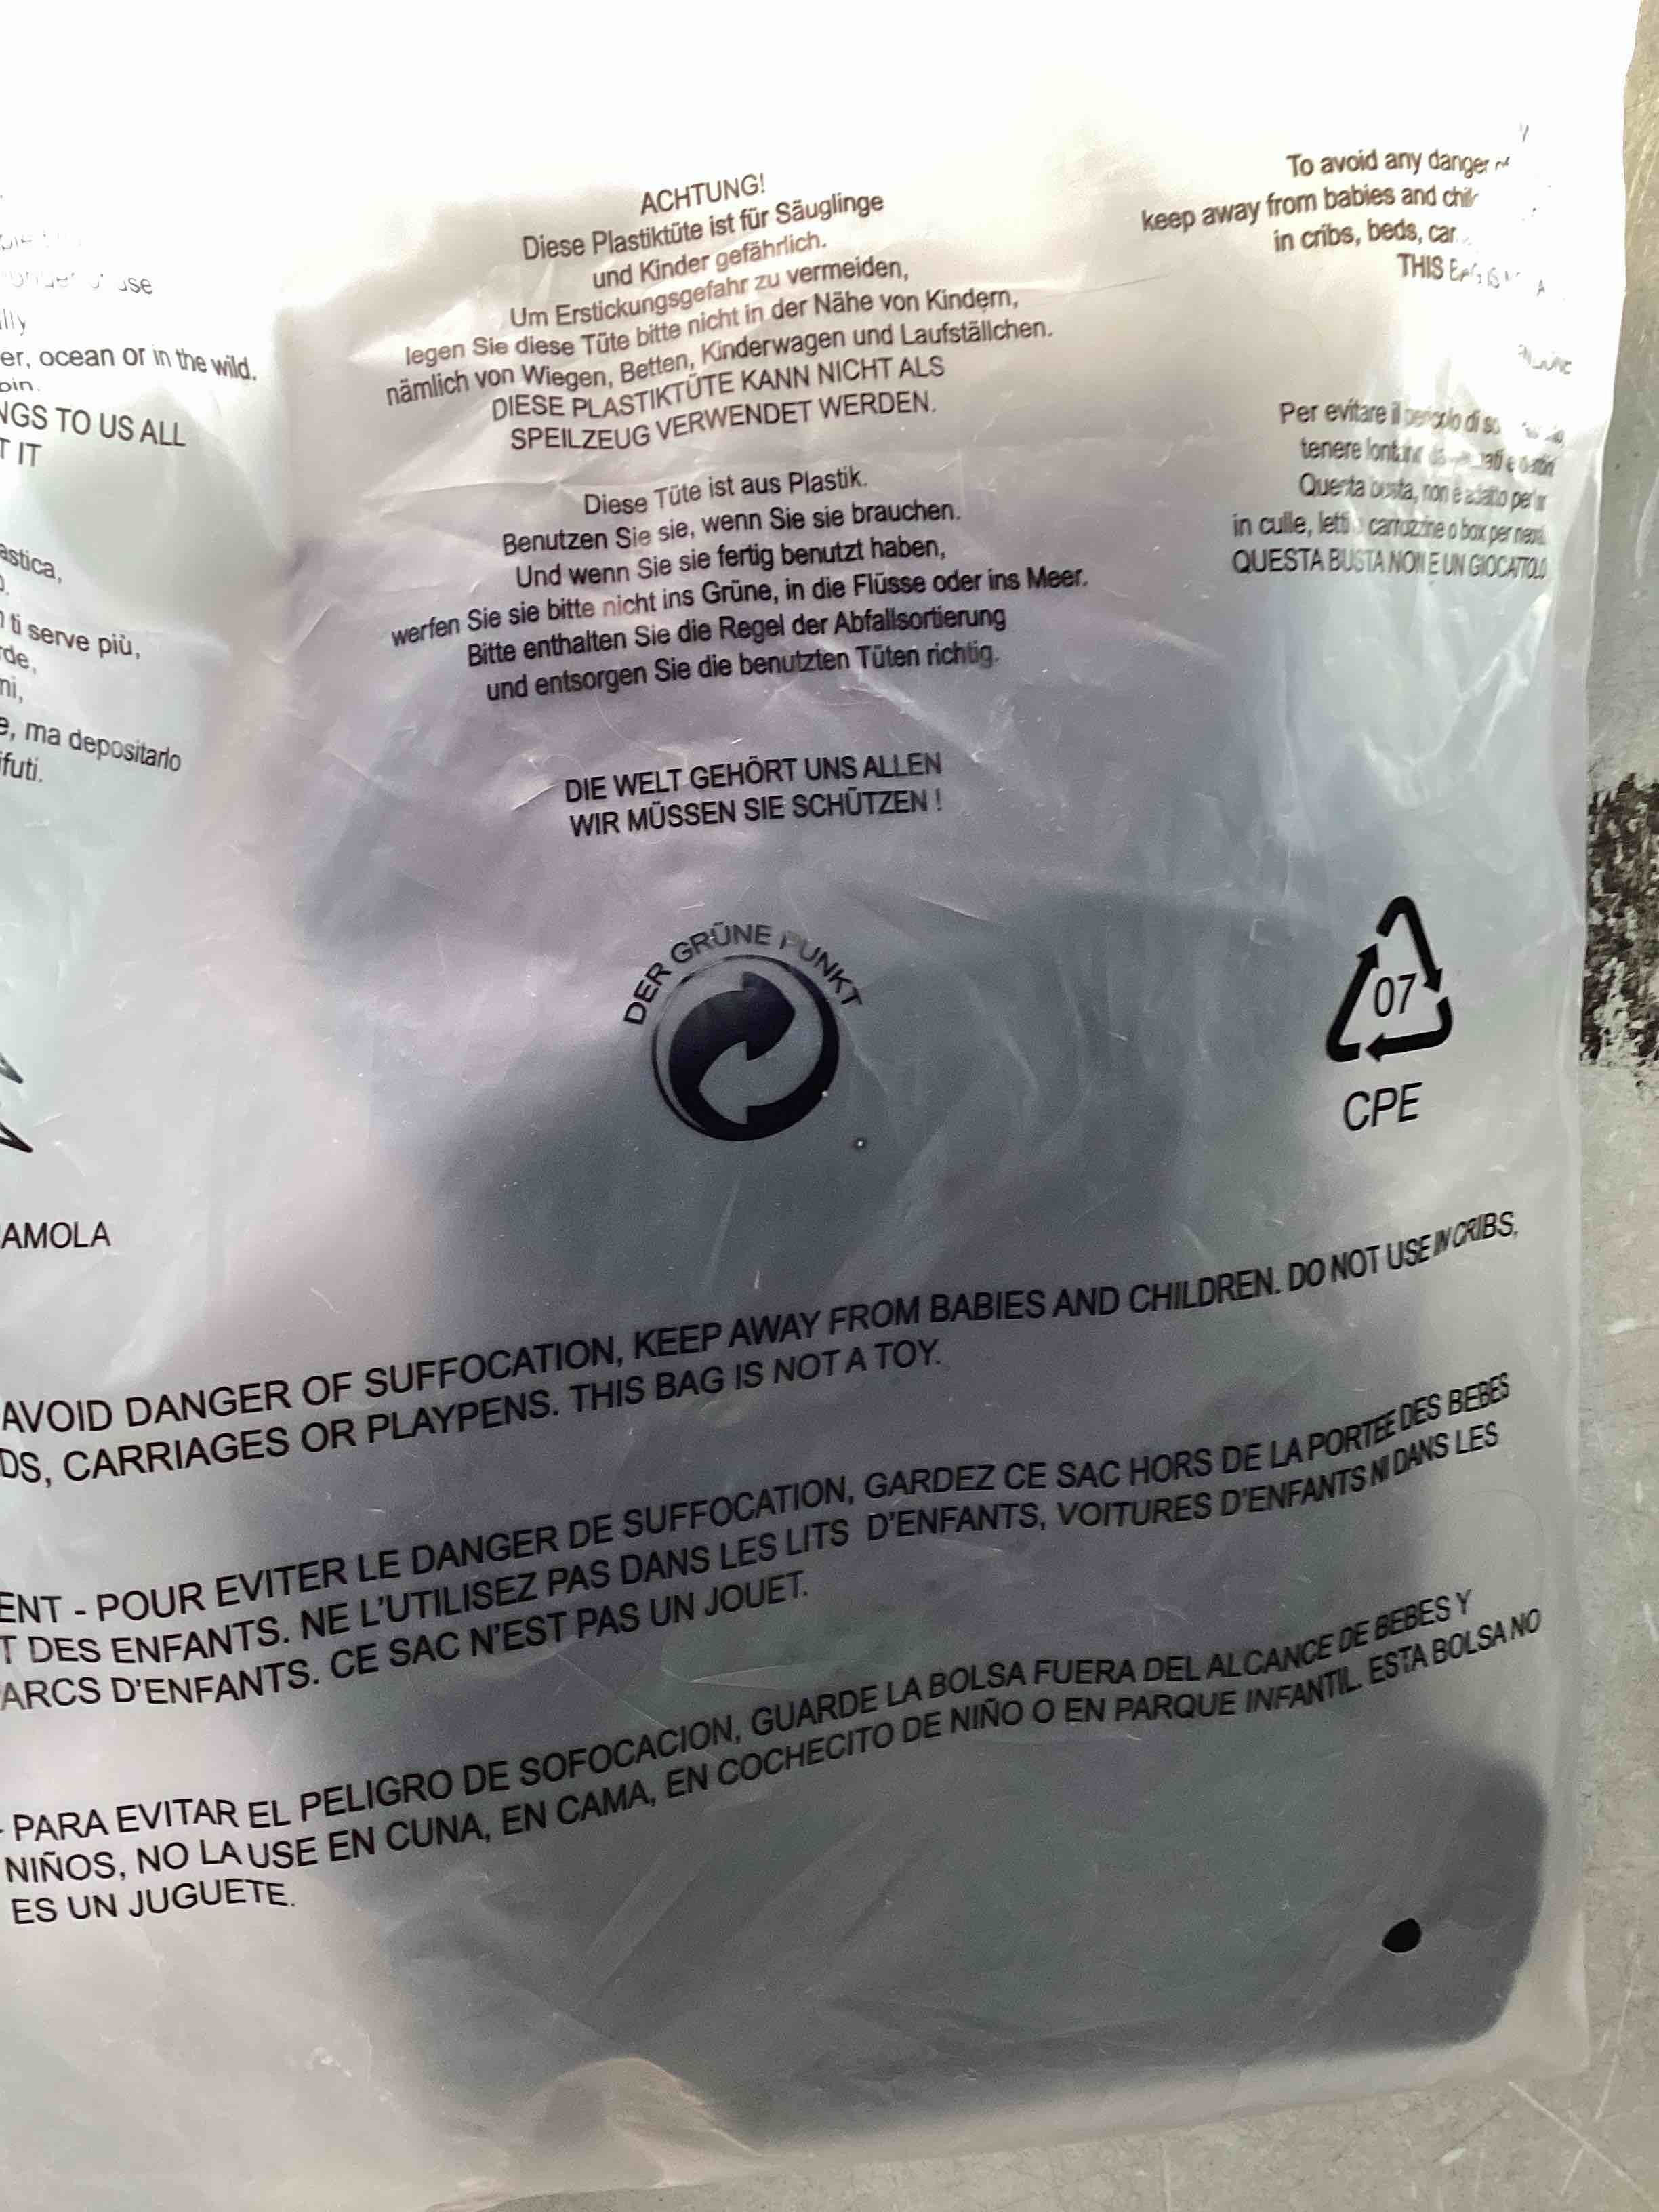 use
er, ocean or in the wild.
NGS TO US ALL
T IT
astica,
ti serve più,
rde,
ni,
e, ma depositarlo
ifuti.
AMOLA
ACHTUNG!
Diese Plastiktüte ist für Säuglinge
und Kinder gefährlich.
Um Erstickungsgefahr zu vermeiden,
legen Sie diese Tüte bitte nicht in der Nähe von Kindern,
nämlich von Wiegen, Betten, Kinderwagen und Laufställchen.
DIESE PLASTIKTÜTE KANN NICHT ALS
SPEILZEUG VERWENDET WERDEN.
Diese Tüte ist aus Plastik.
Benutzen Sie sie, wenn Sie sie brauchen.
Und wenn Sie sie fertig benutzt haben,
werfen Sie sie bitte nicht ins Grüne, in die Flüsse oder ins Meer.
Bitte enthalten Sie die Regel der Abfallsortierung
und entsorgen Sie die benutzten Tüten richtig.
DIE WELT GEHÖRT UNS ALLEN
WIR MÜSSEN SIE SCHÜTZEN !
DER GRÜNE PUNKT
To avoid any danger
keep away from babies and
in cribs, beds,
THIS
Per evitare il pericolo di
tenere
Questa busta, non è adatto per
in culle, letti carrozzine o box per
QUESTA BUSTA NON E UN GIOCATTOLO
07
CPE
AVOID DANGER OF SUFFOCATION, KEEP AWAY FROM BABIES AND CHILDREN. DO NOT USE IN CRIBS,
DS, CARRIAGES OR PLAYPENS. THIS BAG IS NOT A TOY.
ENT - POUR EVITER LE DANGER DE SUFFOCATION, GARDEZ CE SAC HORS DE LA PORTEE DES BEBES
T DES ENFANTS. NE L'UTILISEZ PAS DANS LES LITS D'ENFANTS, VOITURES D'ENFANTS NI DANS LES
ARCS D'ENFANTS. CE SAC N'EST PAS UN JOUET.
- PARA EVITAR EL PELIGRO DE SOFOCACION, GUARDE LA BOLSA FUERA DEL ALCANCE DE BEBES Y
NIÑOS, NO LA USE EN CUNA, EN CAMA, EN COCHECITO DE NIÑO O EN PARQUE INFANTIL. ESTA BOLSA NO
ES UN JUGUETE.